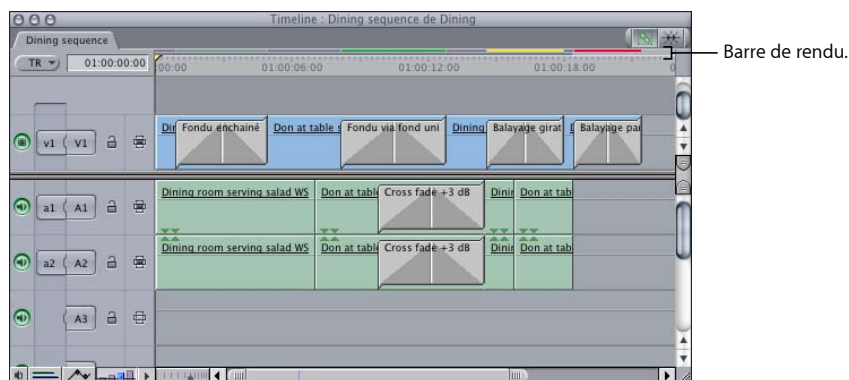 Timeline : Dining sequence de Dining
Dining sequence
Barre de rendu.
TR 01:00:00:00 00:00 01:00:06:00 01:00:12:00 01:00:18:00 0
v1 V1 Fondu enchaîné Don at table s Fondu via fond uni Dining Balayage girat Balayage par
a1 A1 Dining room serving salad WS Don at table Cross fade +3 dB Dinin Don at tab
a2 A2 Dining room serving salad WS Don at table Cross fade +3 dB Dinin Don at tab
A3